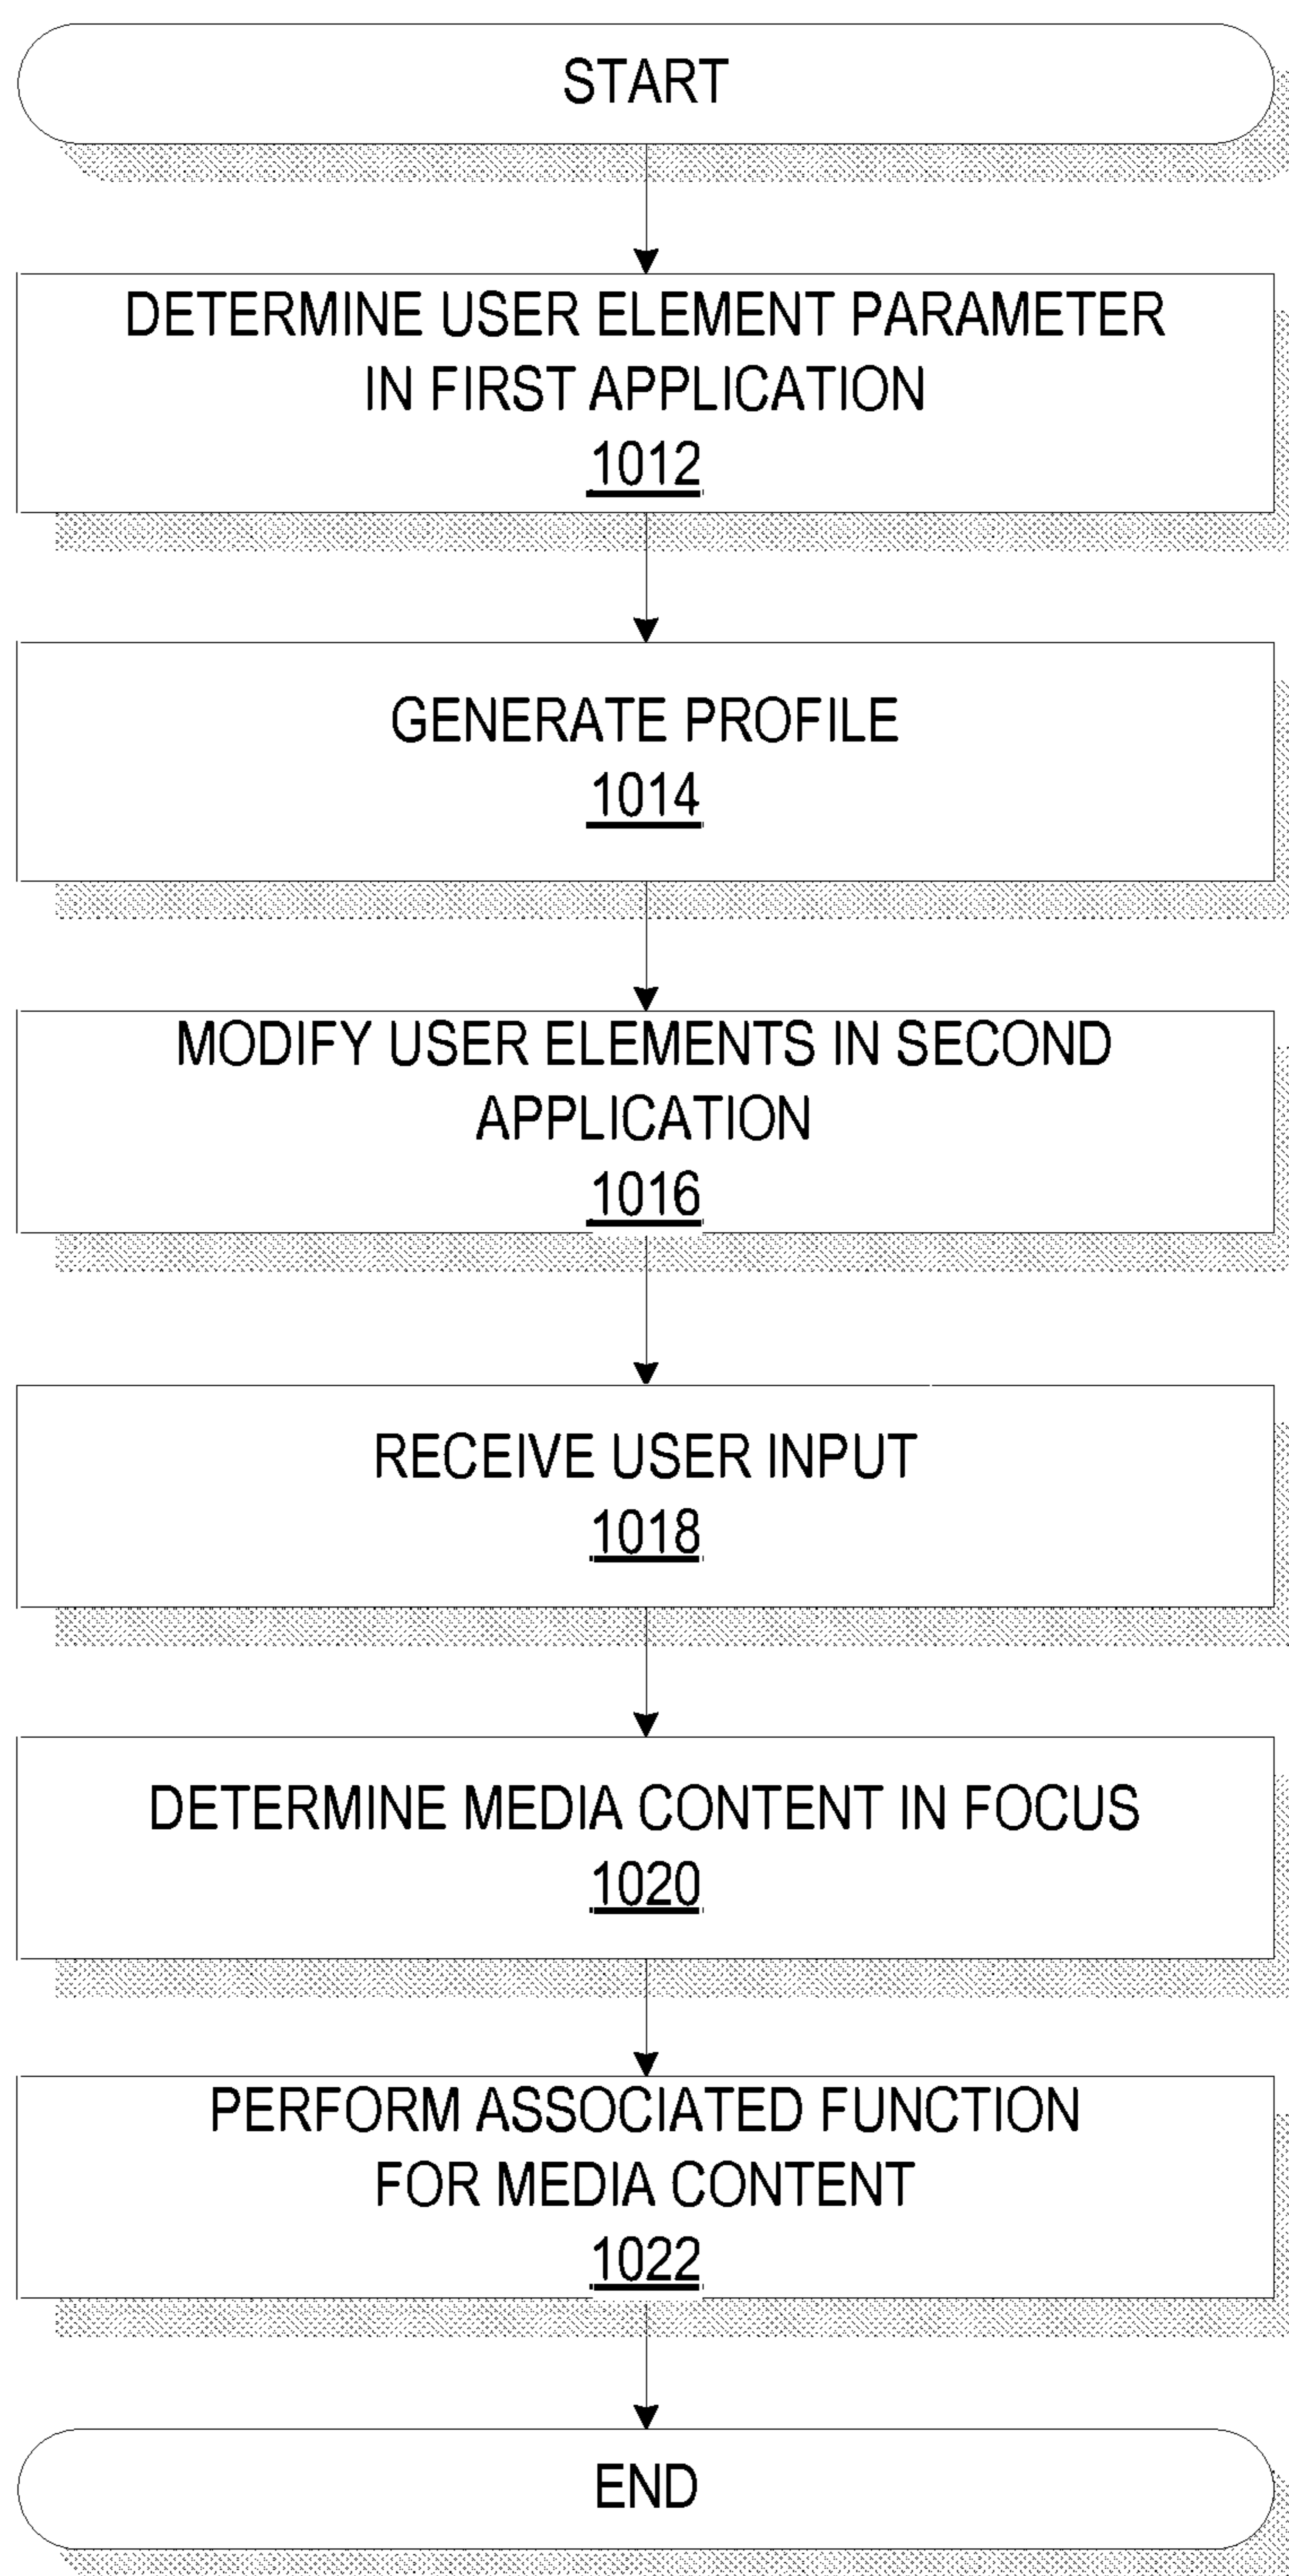 START
DETERMINE USER ELEMENT PARAMETER
IN FIRST APPLICATION
1012
GENERATE PROFILE
1014
MODIFY USER ELEMENTS IN SECOND
APPLICATION
1016
RECEIVE USER INPUT
1018
DETERMINE MEDIA CONTENT IN FOCUS
1020
PERFORM ASSOCIATED FUNCTION
FOR MEDIA CONTENT
1022
END